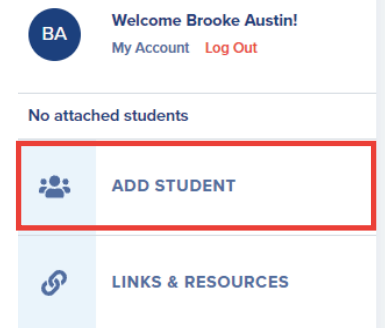 BA
Welcome Brooke Austin!
My Account Log Out
No attached students
ADD STUDENT
LINKS & RESOURCES